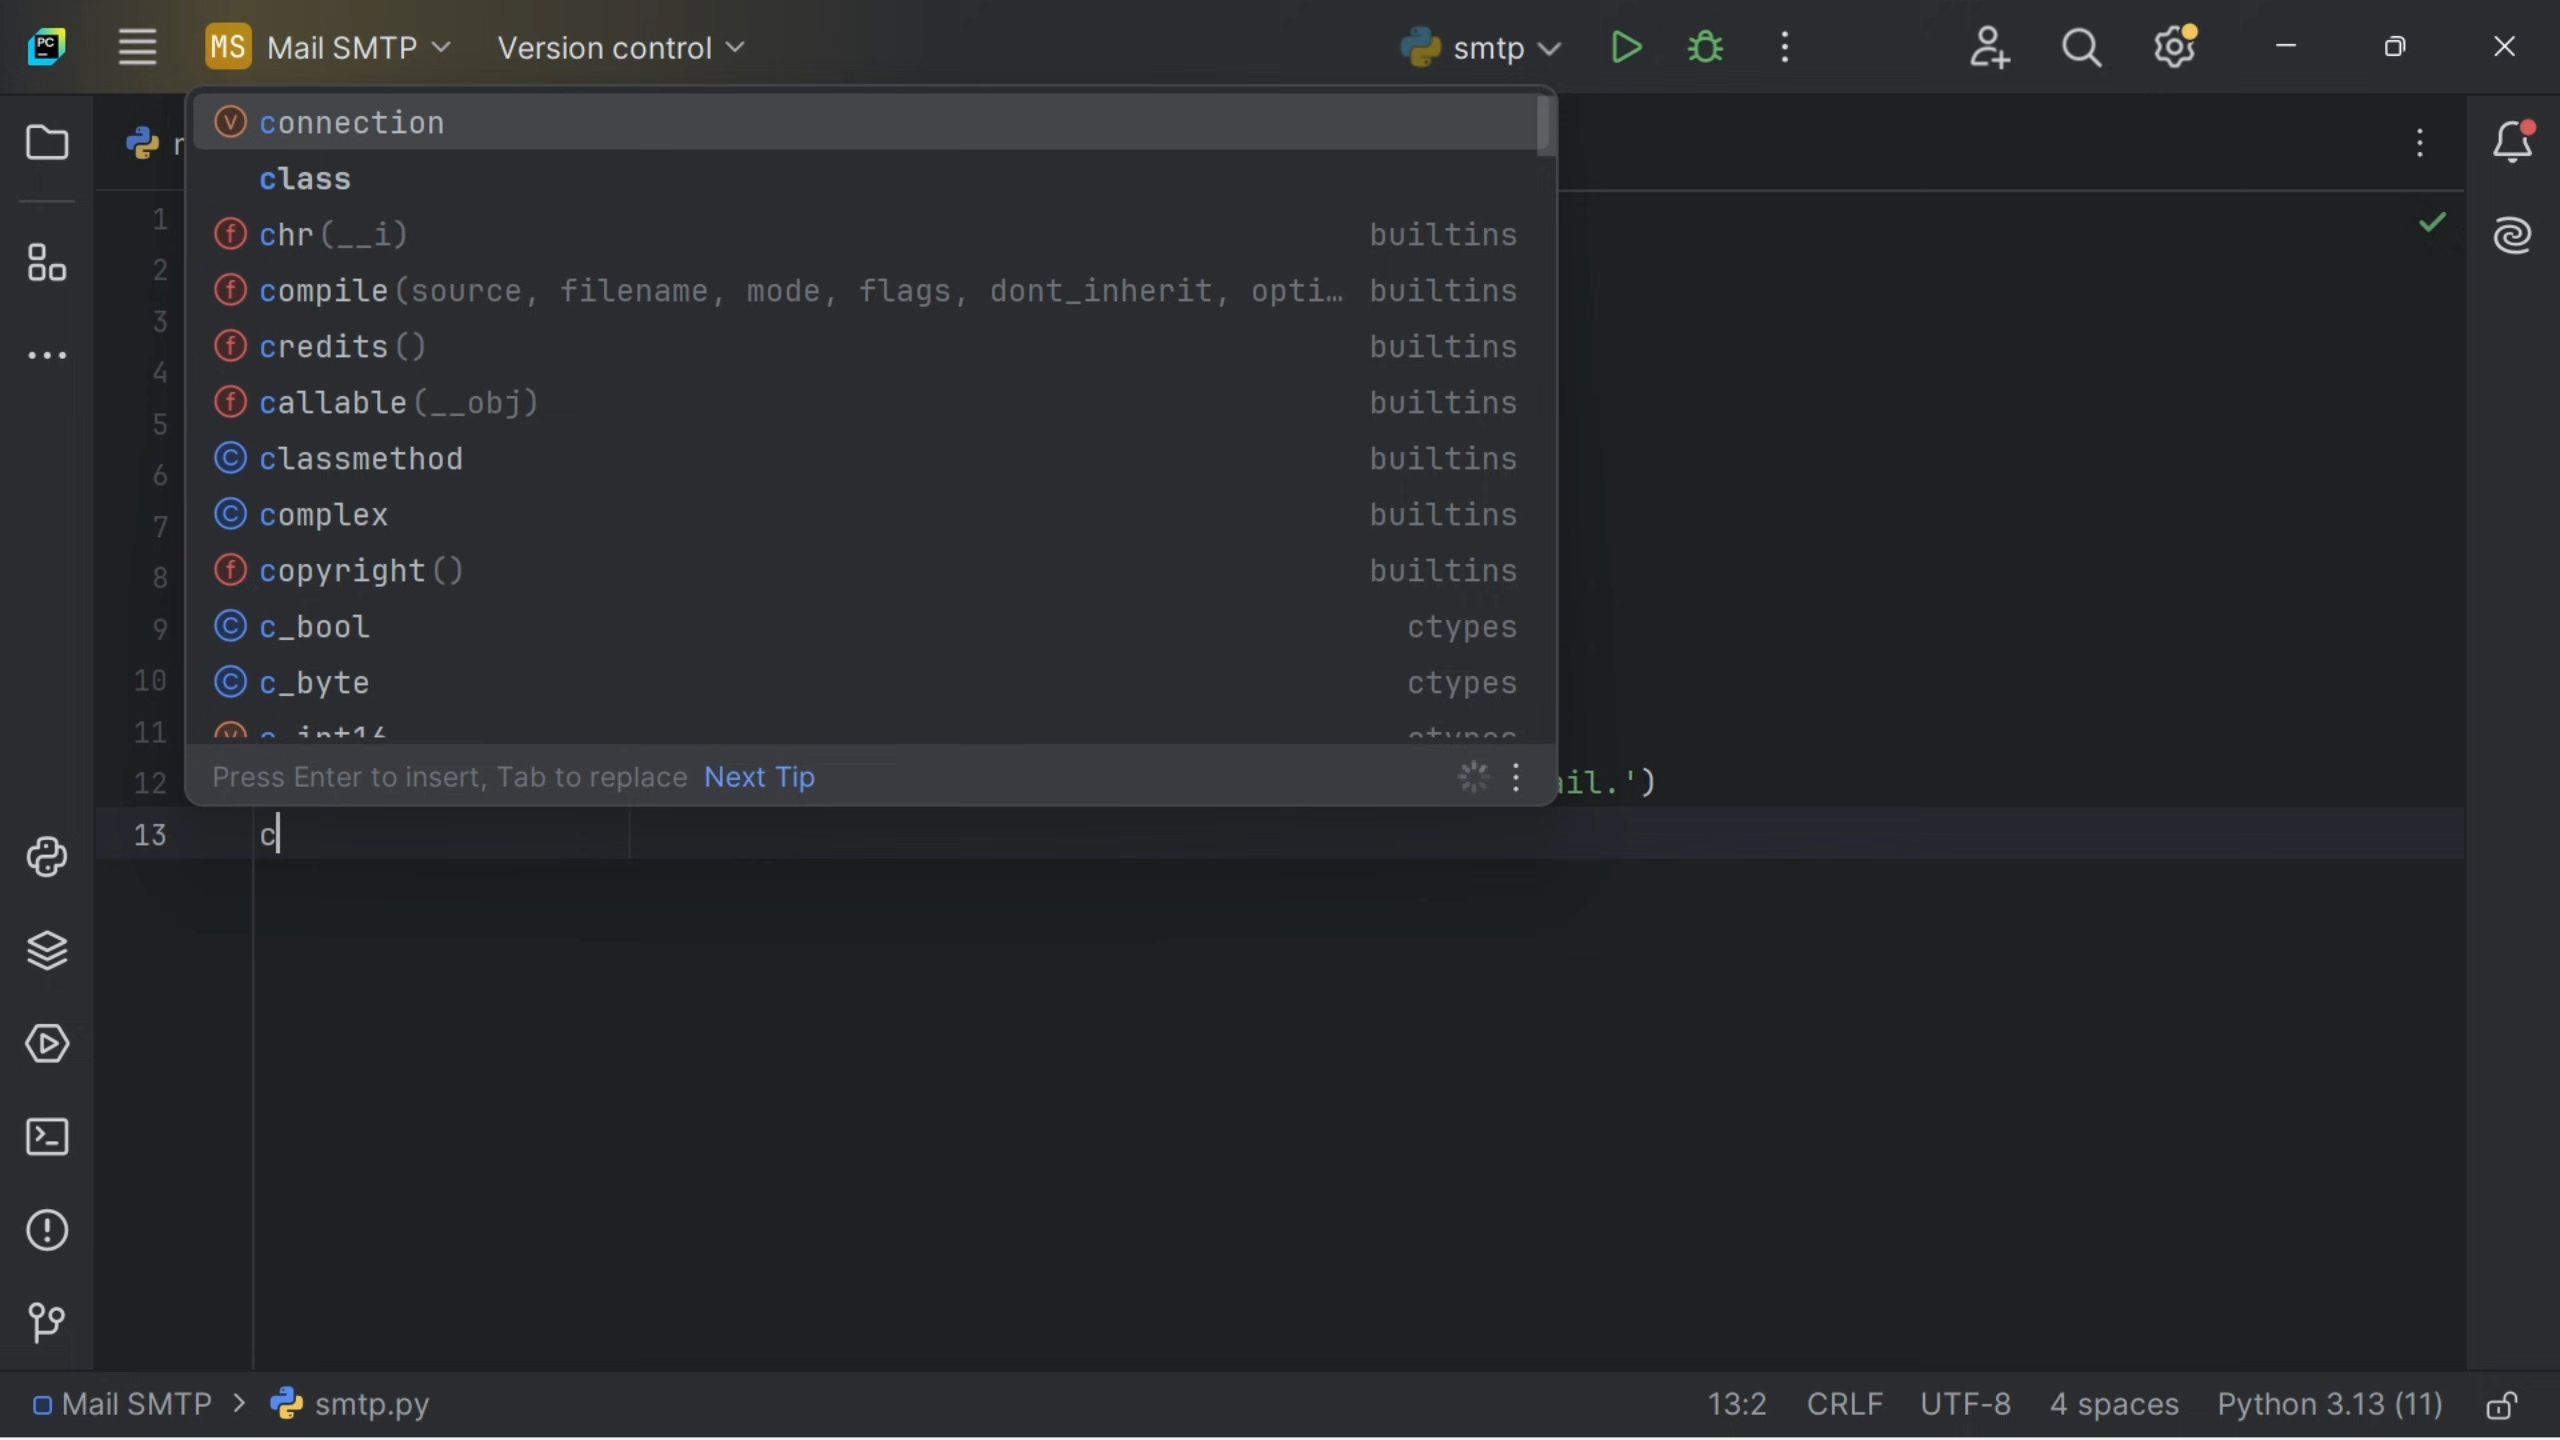 PC
MS Mail SMTP Version control smtp
connection
class
1 chr(__i) builtins
2 compile(source, filename, mode, flags, dont_inherit, opti… builtins
3 credits() builtins
4 callable(__obj) builtins
5 classmethod builtins
6 complex builtins
7 copyright() builtins
8 c_bool ctypes
9 c_byte ctypes
10
11
12 Press Enter to insert, Tab to replace Next Tip ail.')
13 c
Mail SMTP > smtp.py 13:2 CRLF UTF-8 4 spaces Python 3.13 (11)